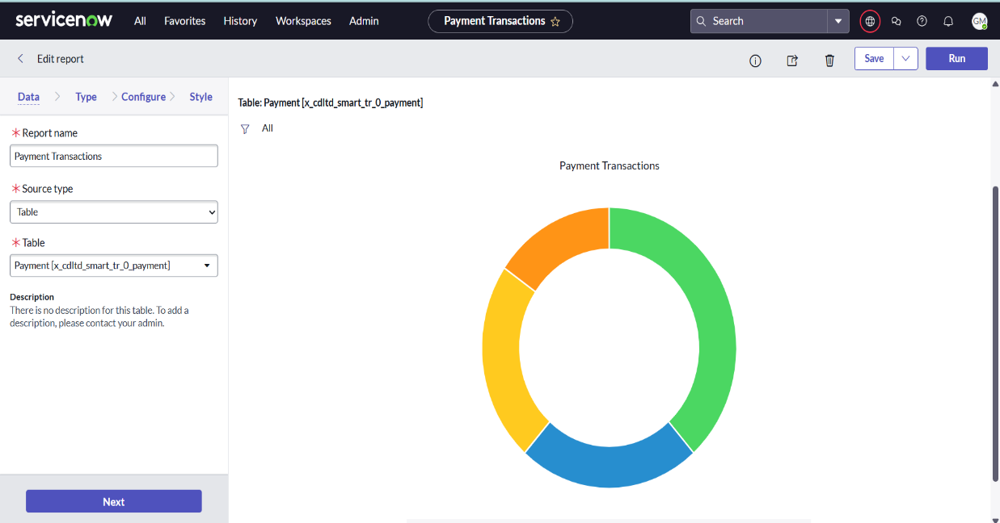 servicenow All Favorites History Workspaces Admin Payment Transactions Search GM
Edit report Save Run
Data Type Configure Style
Table: Payment [x_cdltd_smart_tr_0_payment]
All
Payment Transactions
* Report name
Payment Transactions
* Source type
Table
* Table
Payment [x_cdltd_smart_tr_0_payment]
Description
There is no description for this table. To add a
description, please contact your admin.
Next